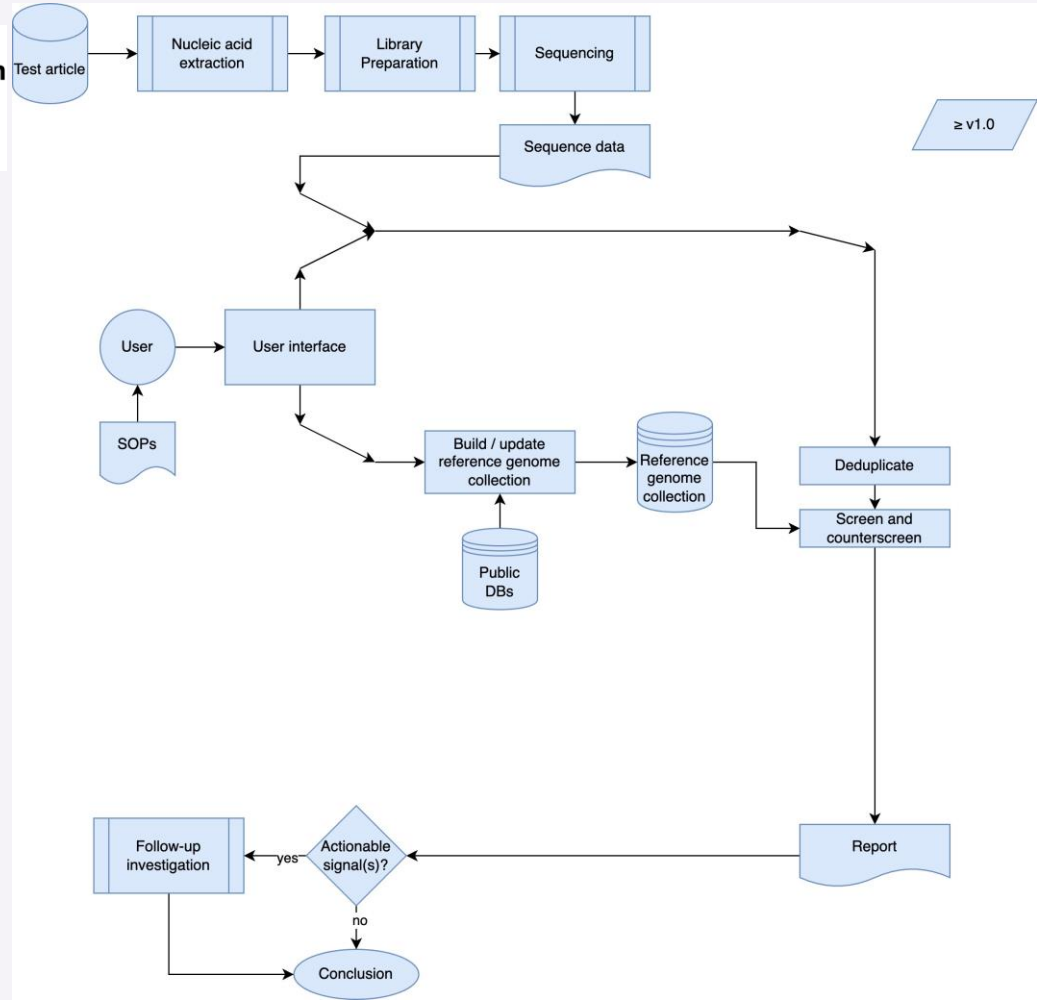 Test article
Nucleic acid
extraction
Library
Preparation
Sequencing
≥ v1.0
Sequence data
User
User interface
SOPs
Build / update
reference genome
collection
Reference
genome
collection
Public
DBs
Deduplicate
Screen and
counterscreen
Report
Actionable
signal(s)?
yes
Follow-up
investigation
no
Conclusion